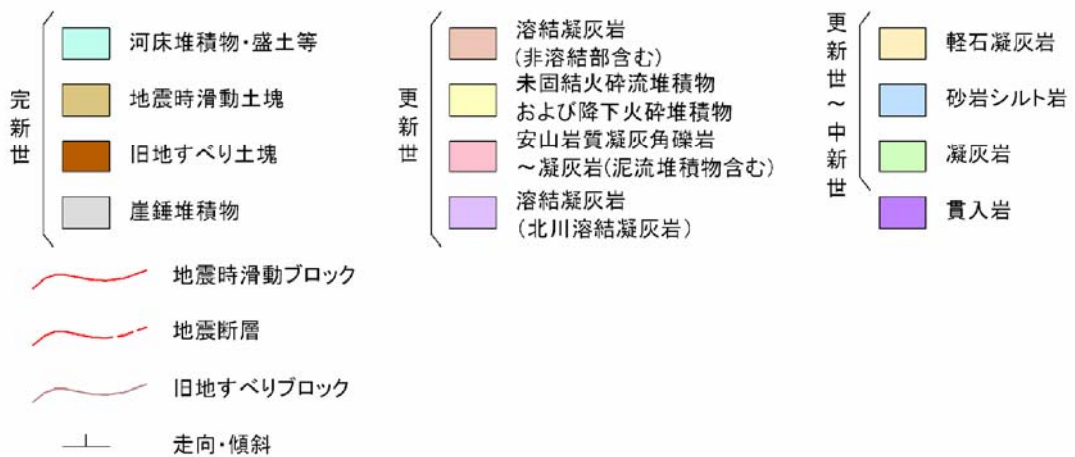 完新世
河床堆積物・盛土等
地震時滑動土塊
旧地すべり土塊
崖錐堆積物
更新世
溶結凝灰岩
(非溶結部含む)
未固結火砕流堆積物
および降下火砕堆積物
安山岩質凝灰角礫岩
～凝灰岩(泥流堆積物含む)
溶結凝灰岩
(北川溶結凝灰岩)
更新世～中新世
軽石凝灰岩
砂岩シルト岩
凝灰岩
貫入岩
地震時滑動ブロック
地震断層
旧地すべりブロック
走向・傾斜